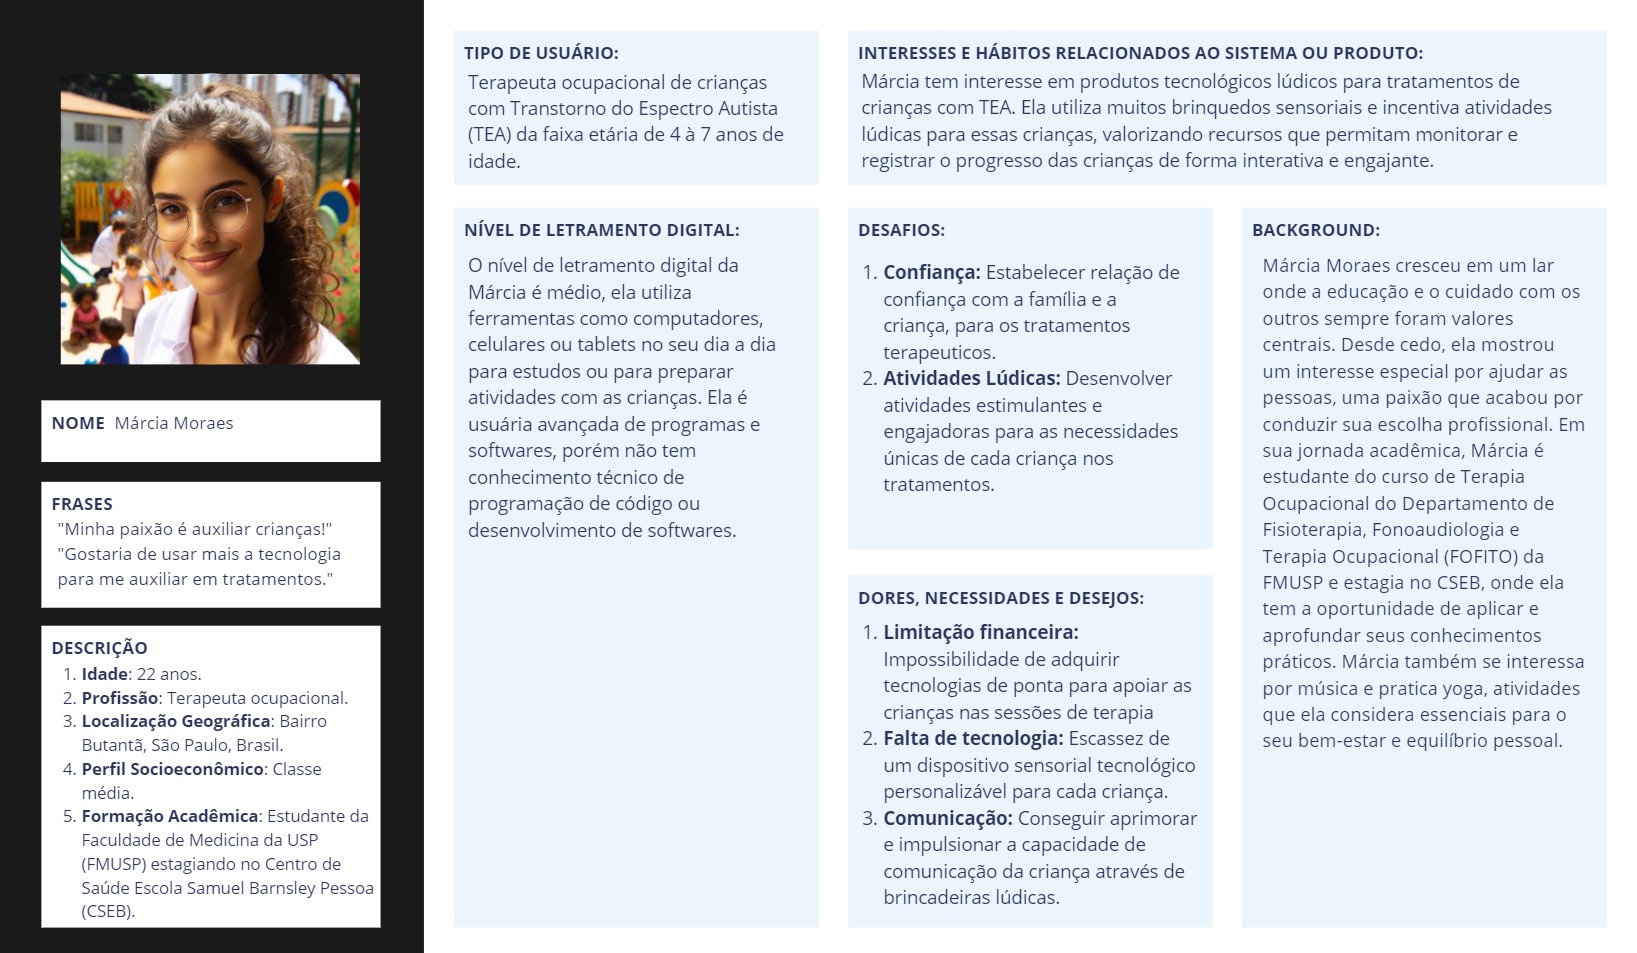 NOME Márcia Moraes
FRASES
"Minha paixão é auxiliar crianças!"
"Gostaria de usar mais a tecnologia
para me auxiliar em tratamentos."
DESCRIÇÃO
1. Idade: 22 anos.
2. Profissão: Terapeuta ocupacional.
3. Localização Geográfica: Bairro
Butantã, São Paulo, Brasil.
4. Perfil Socioeconômico: Classe
média.
5. Formação Acadêmica: Estudante da
Faculdade de Medicina da USP
(FMUSP) estagiando no Centro de
Saúde Escola Samuel Barnsley Pessoa
(CSEB).
TIPO DE USUÁRIO:
Terapeuta ocupacional de crianças
com Transtorno do Espectro Autista
(TEA) da faixa etária de 4 à 7 anos de
idade.
INTERESSES E HÁBITOS RELACIONADOS AO SISTEMA OU PRODUTO:
Márcia tem interesse em produtos tecnológicos lúdicos para tratamentos de
crianças com TEA. Ela utiliza muitos brinquedos sensoriais e incentiva atividades
lúdicas para essas crianças, valorizando recursos que permitam monitorar e
registrar o progresso das crianças de forma interativa e engajante.
NÍVEL DE LETRAMENTO DIGITAL:
O nível de letramento digital da
Márcia é médio, ela utiliza
ferramentas como computadores,
celulares ou tablets no seu dia a dia
para estudos ou para preparar
atividades com as crianças. Ela é
usuária avançada de programas e
softwares, porém não tem
conhecimento técnico de
programação de código ou
desenvolvimento de softwares.
DESAFIOS:
1. Confiança: Estabelecer relação de
confiança com a família e a
criança, para os tratamentos
terapeuticos.
2. Atividades Lúdicas: Desenvolver
atividades estimulantes e
engajadoras para as necessidades
únicas de cada criança nos
tratamentos.
DORES, NECESSIDADES E DESEJOS:
1. Limitação financeira:
Impossibilidade de adquirir
tecnologias de ponta para apoiar as
crianças nas sessões de terapia
2. Falta de tecnologia: Escassez de
um dispositivo sensorial tecnológico
personalizável para cada criança.
3. Comunicação: Conseguir aprimorar
e impulsionar a capacidade de
comunicação da criança através de
brincadeiras lúdicas.
BACKGROUND:
Márcia Moraes cresceu em um lar
onde a educação e o cuidado com os
outros sempre foram valores
centrais. Desde cedo, ela mostrou
um interesse especial por ajudar as
pessoas, uma paixão que acabou por
conduzir sua escolha profissional. Em
sua jornada acadêmica, Márcia é
estudante do curso de Terapia
Ocupacional do Departamento de
Fisioterapia, Fonoaudiologia e
Terapia Ocupacional (FOFITO) da
FMUSP e estagia no CSEB, onde ela
tem a oportunidade de aplicar e
aprofundar seus conhecimentos
práticos. Márcia também se interessa
por música e pratica yoga, atividades
que ela considera essenciais para o
seu bem-estar e equilíbrio pessoal.